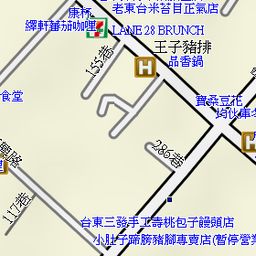 老東台米苔目正氣店
康杯
繹軒蕃茄咖哩
LANE 28 BRUNCH
王子豬排
品香鍋
155巷
食堂
寶桑豆花
286巷
117巷
台東三發手工壽桃包子饅頭店
小肚子蹄膀豬腳專賣店(暫停營業